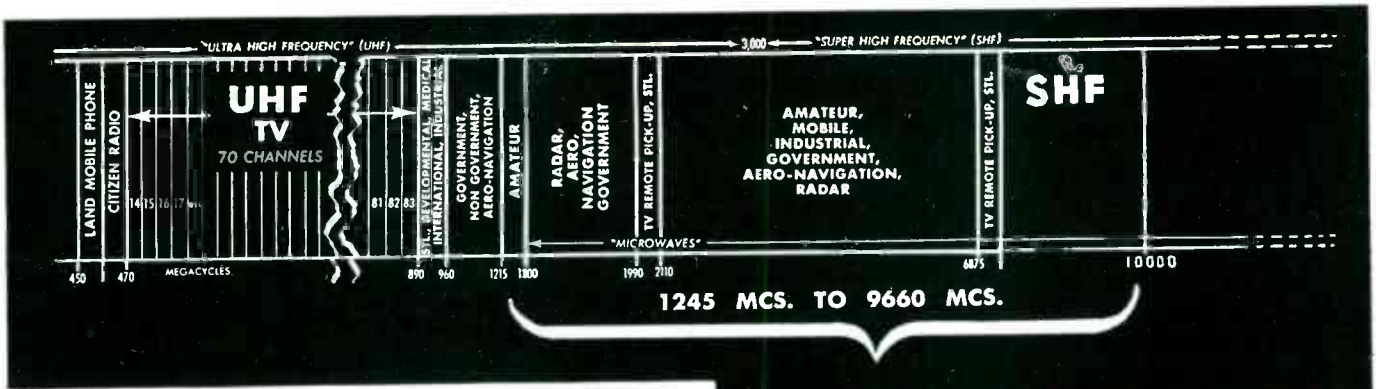 "ULTRA HIGH FREQUENCY" (UHF)
3,000
"SUPER HIGH FREQUENCY" (SHF)
LAND MOBILE PHONE
CITIZEN RADIO
UHF
TV
70 CHANNELS
14 15 16 17
81 82 83
STL., DEVELOPMENTAL, MEDICAL
INTERNATIONAL, INDUSTRIAL
GOVERNMENT,
NON GOVERNMENT,
AERO-NAVIGATION
AMATEUR
RADAR,
AERO,
NAVIGATION
GOVERNMENT
TV REMOTE PICK-UP, STL.
AMATEUR,
MOBILE,
INDUSTRIAL,
GOVERNMENT,
AERO-NAVIGATION,
RADAR
TV REMOTE PICK-UP, STL.
SHF
"MICROWAVES"
450
470
MEGACYCLES
890
960
1215
1300
1990
2110
6875
10000
1245 MCS. TO 9660 MCS.